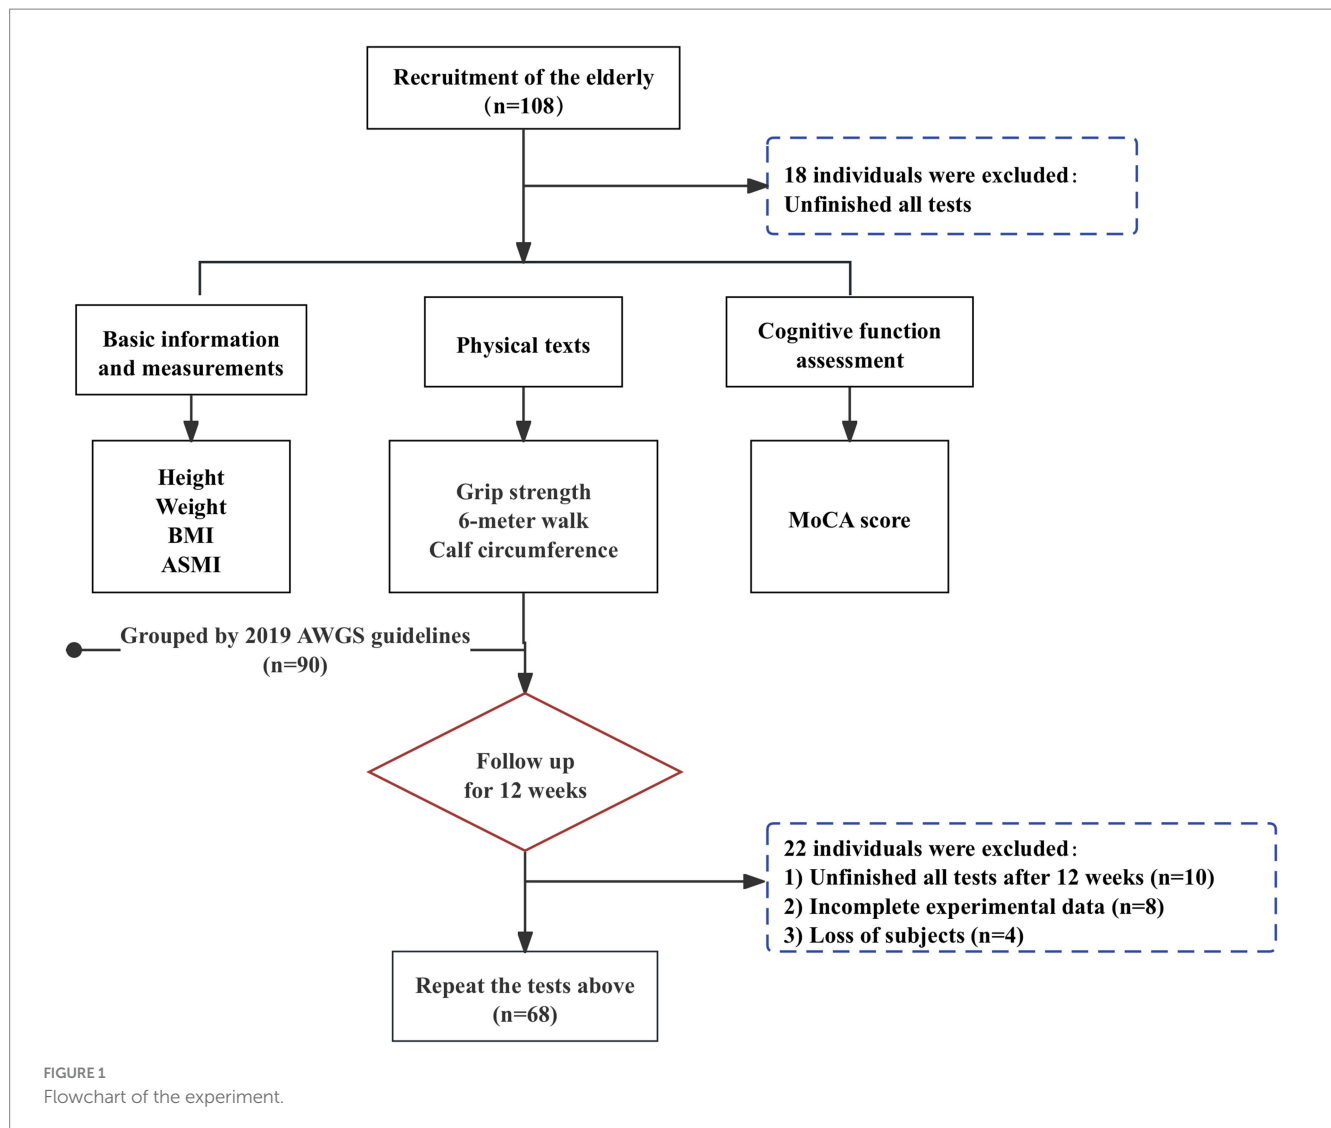 Recruitment of the elderly
(n=108)
18 individuals were excluded:
Unfinished all tests
Basic information
and measurements
Physical texts
Cognitive function
assessment
Height
Weight
BMI
ASMI
Grip strength
6-meter walk
Calf circumference
MoCA score
Grouped by 2019 AWGS guidelines
(n=90)
Follow up
for 12 weeks
22 individuals were excluded:
1) Unfinished all tests after 12 weeks (n=10)
2) Incomplete experimental data (n=8)
3) Loss of subjects (n=4)
Repeat the tests above
(n=68)
FIGURE 1
Flowchart of the experiment.